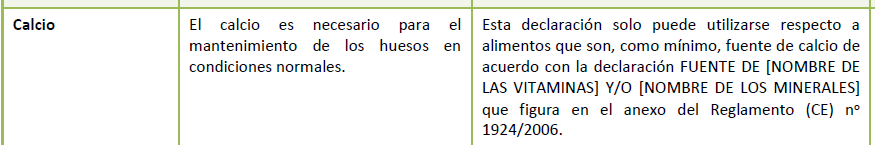 Calcio
El calcio es necesario para el
mantenimiento de los huesos en
condiciones normales.
Esta declaración solo puede utilizarse respecto a
alimentos que son, como mínimo, fuente de calcio de
acuerdo con la declaración FUENTE DE [NOMBRE DE
LAS VITAMINAS] Y/O [NOMBRE DE LOS MINERALES]
que figura en el anexo del Reglamento (CE) nº
1924/2006.